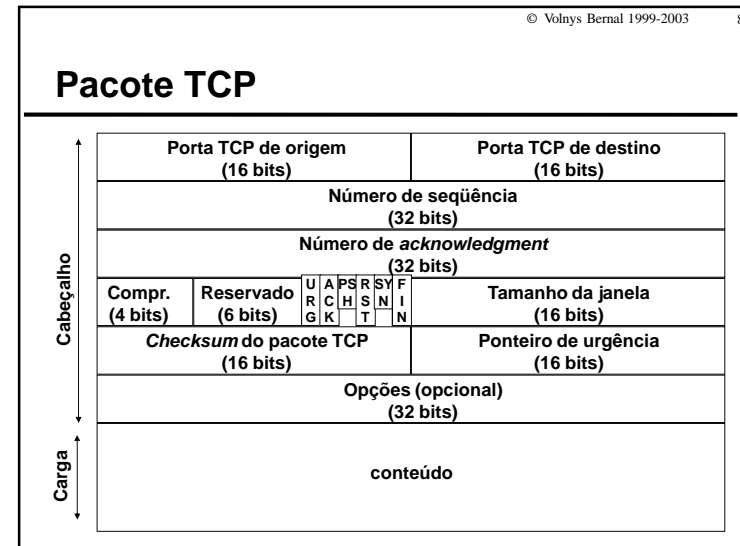 © Volnys Bernal 1999-2003
Pacote TCP
Cabeçalho
Porta TCP de origem
(16 bits)
Porta TCP de destino
(16 bits)
Número de seqüência
(32 bits)
Número de acknowledgment
(32 bits)
Compr.
(4 bits)
Reservado
(6 bits)
URG
ACK
PSH
RST
SYN
FIN
Tamanho da janela
(16 bits)
Checksum do pacote TCP
(16 bits)
Ponteiro de urgência
(16 bits)
Opções (opcional)
(32 bits)
Carga
conteúdo